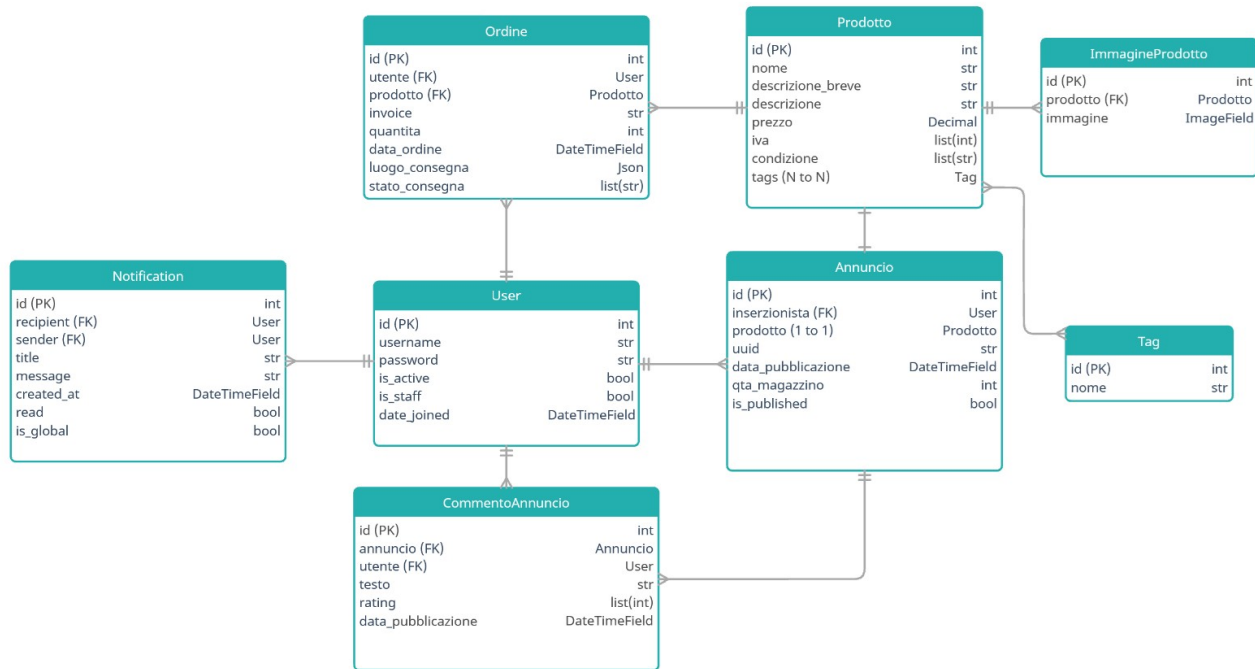 Ordine
id (PK) int
utente (FK) User
prodotto (FK) Prodotto
invoice str
quantita int
data_ordine DateTimeField
luogo_consegna Json
stato_consegna list(str)
Prodotto
id (PK) int
nome str
descrizione_breve str
descrizione str
prezzo Decimal
iva list(int)
condizione list(str)
tags (N to N) Tag
ImmagineProdotto
id (PK) int
prodotto (FK) Prodotto
immagine ImageField
Notification
id (PK) int
recipient (FK) User
sender (FK) User
title str
message str
created_at DateTimeField
read bool
is_global bool
User
id (PK) int
username str
password str
is_active bool
is_staff bool
date_joined DateTimeField
Annuncio
id (PK) int
inserzionista (FK) User
prodotto (1 to 1) Prodotto
uuid str
data_pubblicazione DateTimeField
qta_magazzino int
is_published bool
Tag
id (PK) int
nome str
CommentoAnnuncio
id (PK) int
annuncio (FK) Annuncio
utente (FK) User
testo str
rating list(int)
data_pubblicazione DateTimeField